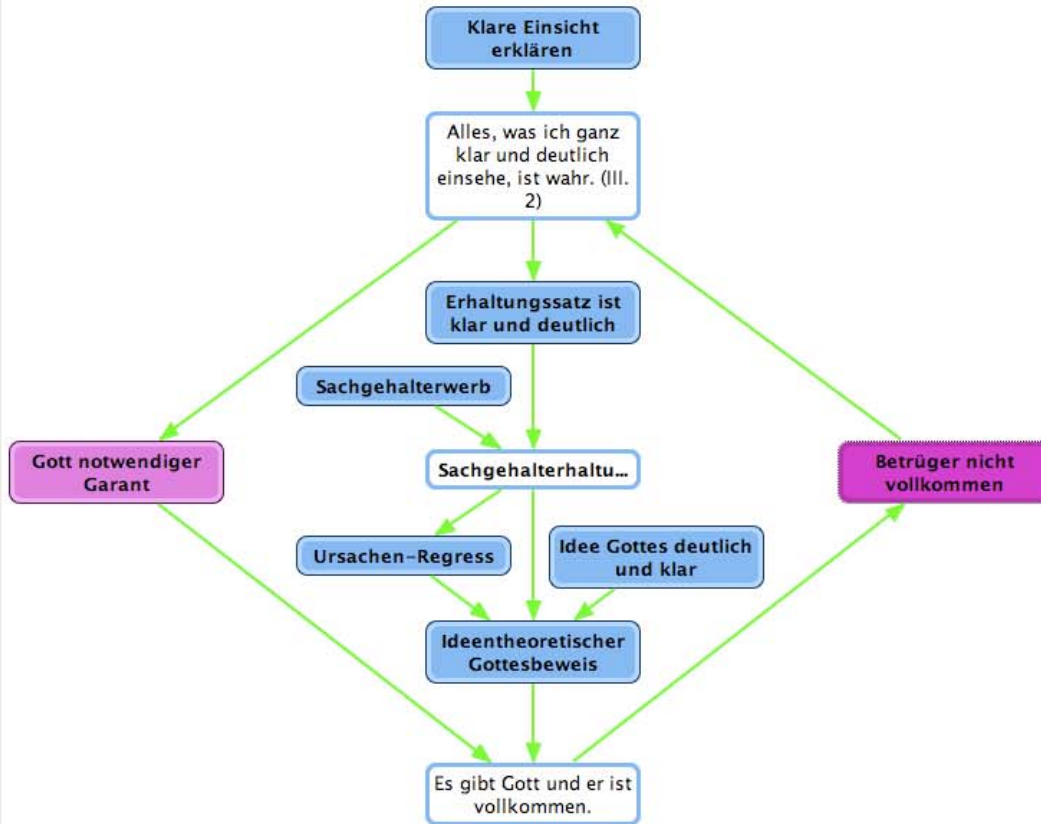 Klare Einsicht
erklären
Alles, was ich ganz
klar und deutlich
einsehe, ist wahr. (III.
2)
Erhaltungssatz ist
klar und deutlich
Sachgehalterwerb
Gott notwendiger
Garant
Sachgehalterhaltu...
Betrüger nicht
vollkommen
Ursachen-Regress
Idee Gottes deutlich
und klar
Ideentheoretischer
Gottesbeweis
Es gibt Gott und er ist
vollkommen.